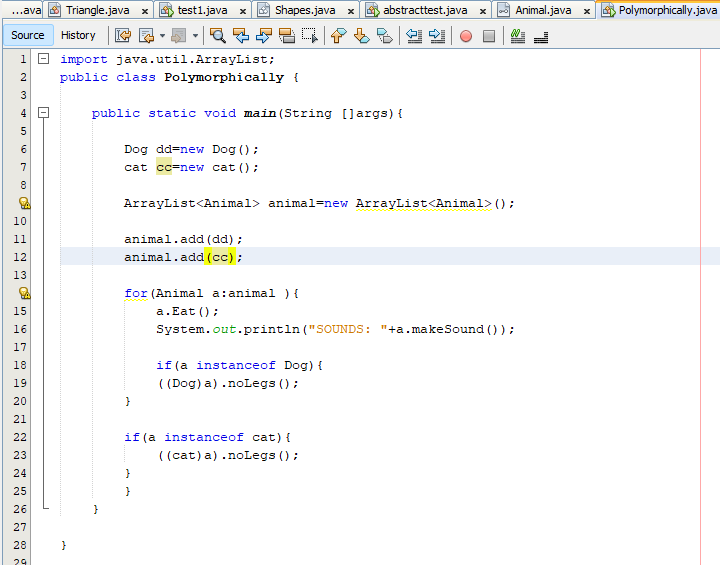 ...ava Triangle.java x test1.java x Shapes.java x abstracttest.java x Animal.java x Polymorphically.java
Source History
1 import java.util.ArrayList;
2 public class Polymorphically {
3
4 public static void main(String []args){
5
6 Dog dd=new Dog();
7 cat cc=new cat();
8
ArrayList<Animal> animal=new ArrayList<Animal>();
10
11 animal.add(dd);
12 animal.add(cc);
13
for(Animal a:animal ){
15 a.Eat();
16 System.out.println("SOUNDS: "+a.makeSound());
17
18 if(a instanceof Dog){
19 ((Dog)a).noLegs();
20 }
21
22 if(a instanceof cat){
23 ((cat)a).noLegs();
24 }
25 }
26 }
27
28 }
29